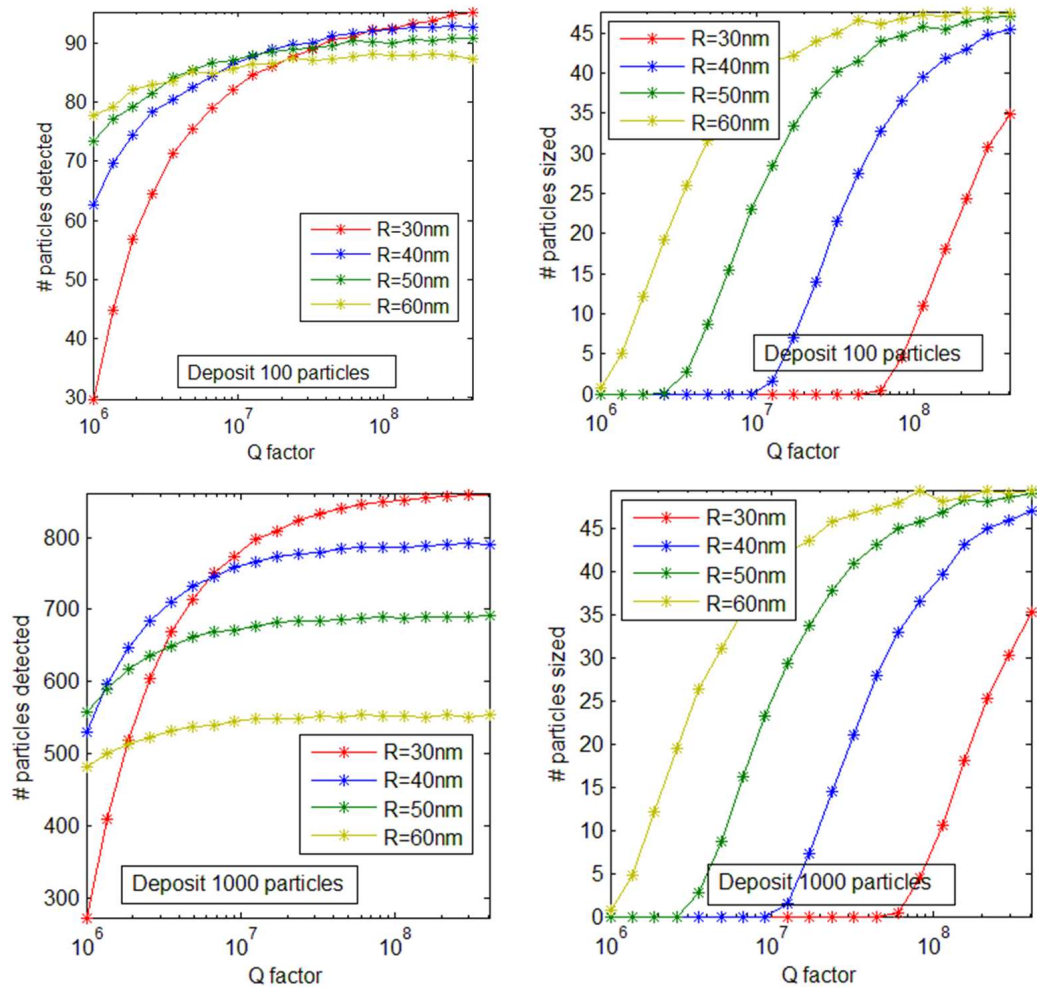 # particles detected
90
80
70
60
50
40
30
10^6
10^7
10^8
Q factor
R=30nm
R=40nm
R=50nm
R=60nm
Deposit 100 particles
# particles sized
45
40
35
30
25
20
15
10
5
0
10^6
10^7
10^8
Q factor
R=30nm
R=40nm
R=50nm
R=60nm
Deposit 100 particles
# particles detected
800
700
600
500
400
300
10^6
10^7
10^8
Q factor
R=30nm
R=40nm
R=50nm
R=60nm
Deposit 1000 particles
# particles sized
45
40
35
30
25
20
15
10
5
0
10^6
10^7
10^8
Q factor
R=30nm
R=40nm
R=50nm
R=60nm
Deposit 1000 particles